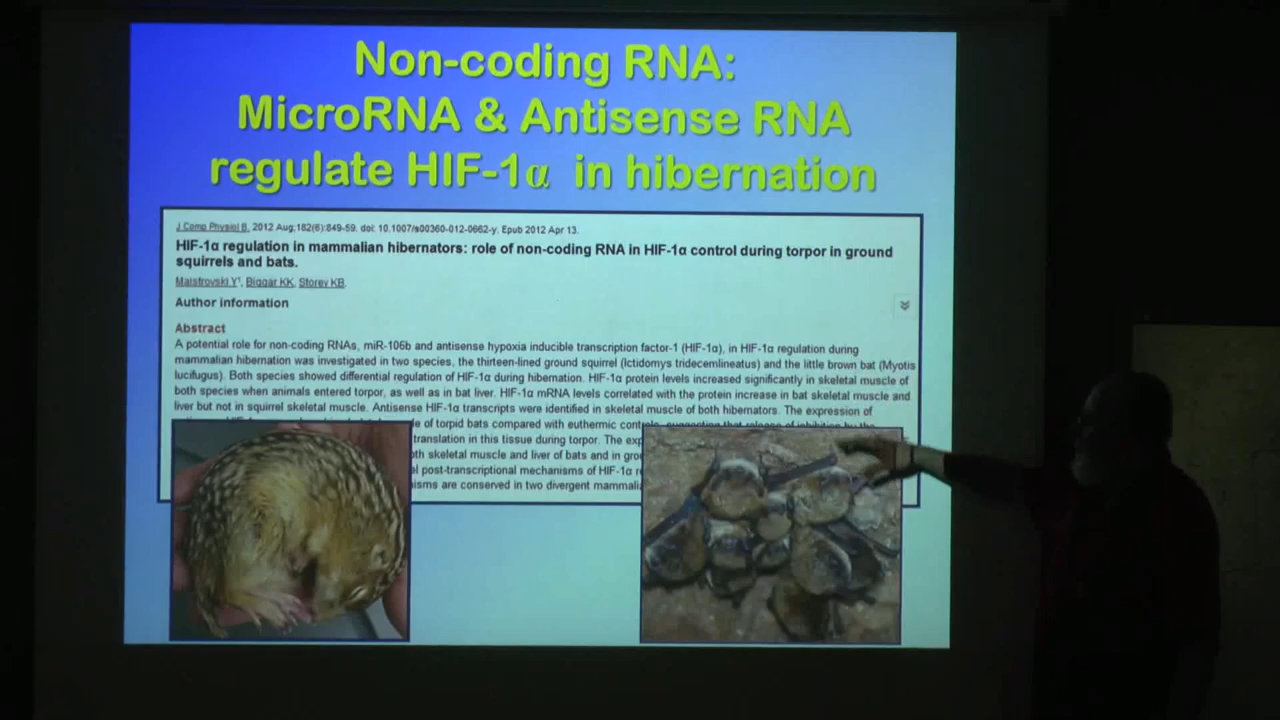 Non-coding RNA:
MicroRNA & Antisense RNA
regulate HIF-1α in hibernation
J Comp Physiol B. 2012 Aug;182(6):849-59. doi: 10.1007/s00360-012-0662-y. Epub 2012 Apr 13.
HIF-1α regulation in mammalian hibernators: role of non-coding RNA in HIF-1α control during torpor in ground
squirrels and bats.
Maistrovski Y¹, Biggar KK, Storey KB.
Author information
Abstract
A potential role for non-coding RNAs, miR-106b and antisense hypoxia inducible transcription factor-1 (HIF-1α), in HIF-1α regulation during
mammalian hibernation was investigated in two species, the thirteen-lined ground squirrel (Ictidomys tridecemlineatus) and the little brown bat (Myotis
lucifugus). Both species showed differential regulation of HIF-1α during hibernation. HIF-1α protein levels increased significantly in skeletal muscle of
both species when animals entered torpor, as well as in bat liver. HIF-1α mRNA levels correlated with the protein increase in bat skeletal muscle and
liver but not in squirrel skeletal muscle. Antisense HIF-1α transcripts were identified in skeletal muscle of both hibernators. The expression of
le of torpid bats compared with euthermic
translation in this tissue during torpor. The exp
th skeletal muscle and liver of bats and in grou
l post-transcriptional mechanisms of HIF-1α r
isms are conserved in two divergent mammali